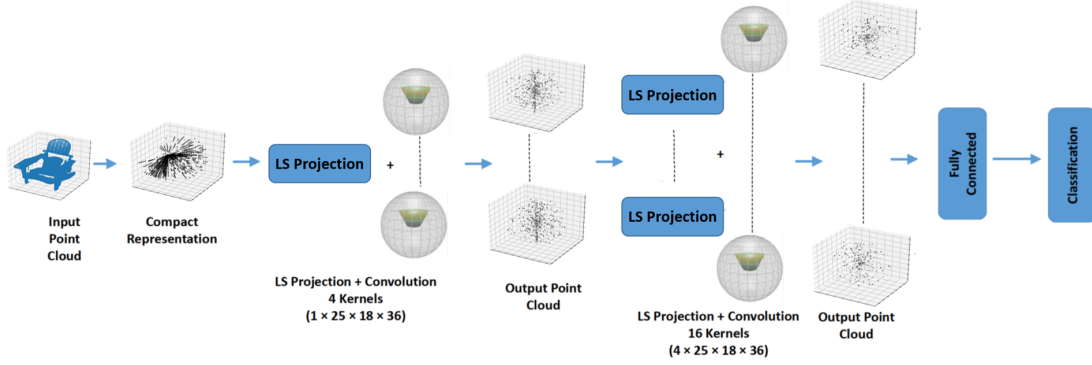 Input
Point
Cloud
Compact
Representation
LS Projection
+
LS Projection + Convolution
4 Kernels
(1 × 25 × 18 × 36)
Output Point
Cloud
LS Projection
+
LS Projection
LS Projection + Convolution
16 Kernels
(4 × 25 × 18 × 36)
Output Point
Cloud
Fully
Connected
Classification